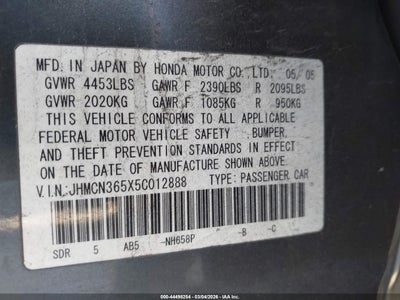 MFD. IN JAPAN BY HONDA MOTOR CO., LTD. 05/05
GVWR 4453LBS GAWR F 2390LBS R 2095LBS
GVWR 2020KG GAWR F 1085KG R 950KG
THIS VEHICLE CONFORMS TO ALL APPLICABLE
FEDERAL MOTOR VEHICLE SAFETY, BUMPER,
AND THEFT PREVENTION STANDARDS IN EFFECT
ON THE DATE OF MANUFACTURE SHOWN ABOVE.
V.I.N.:JHMCN365X5C012888 TYPE: PASSENGER CAR
SDR 5 AB5 -NH658P -B -C
000-44498264 - 03/04/2026 - IAAI.COM